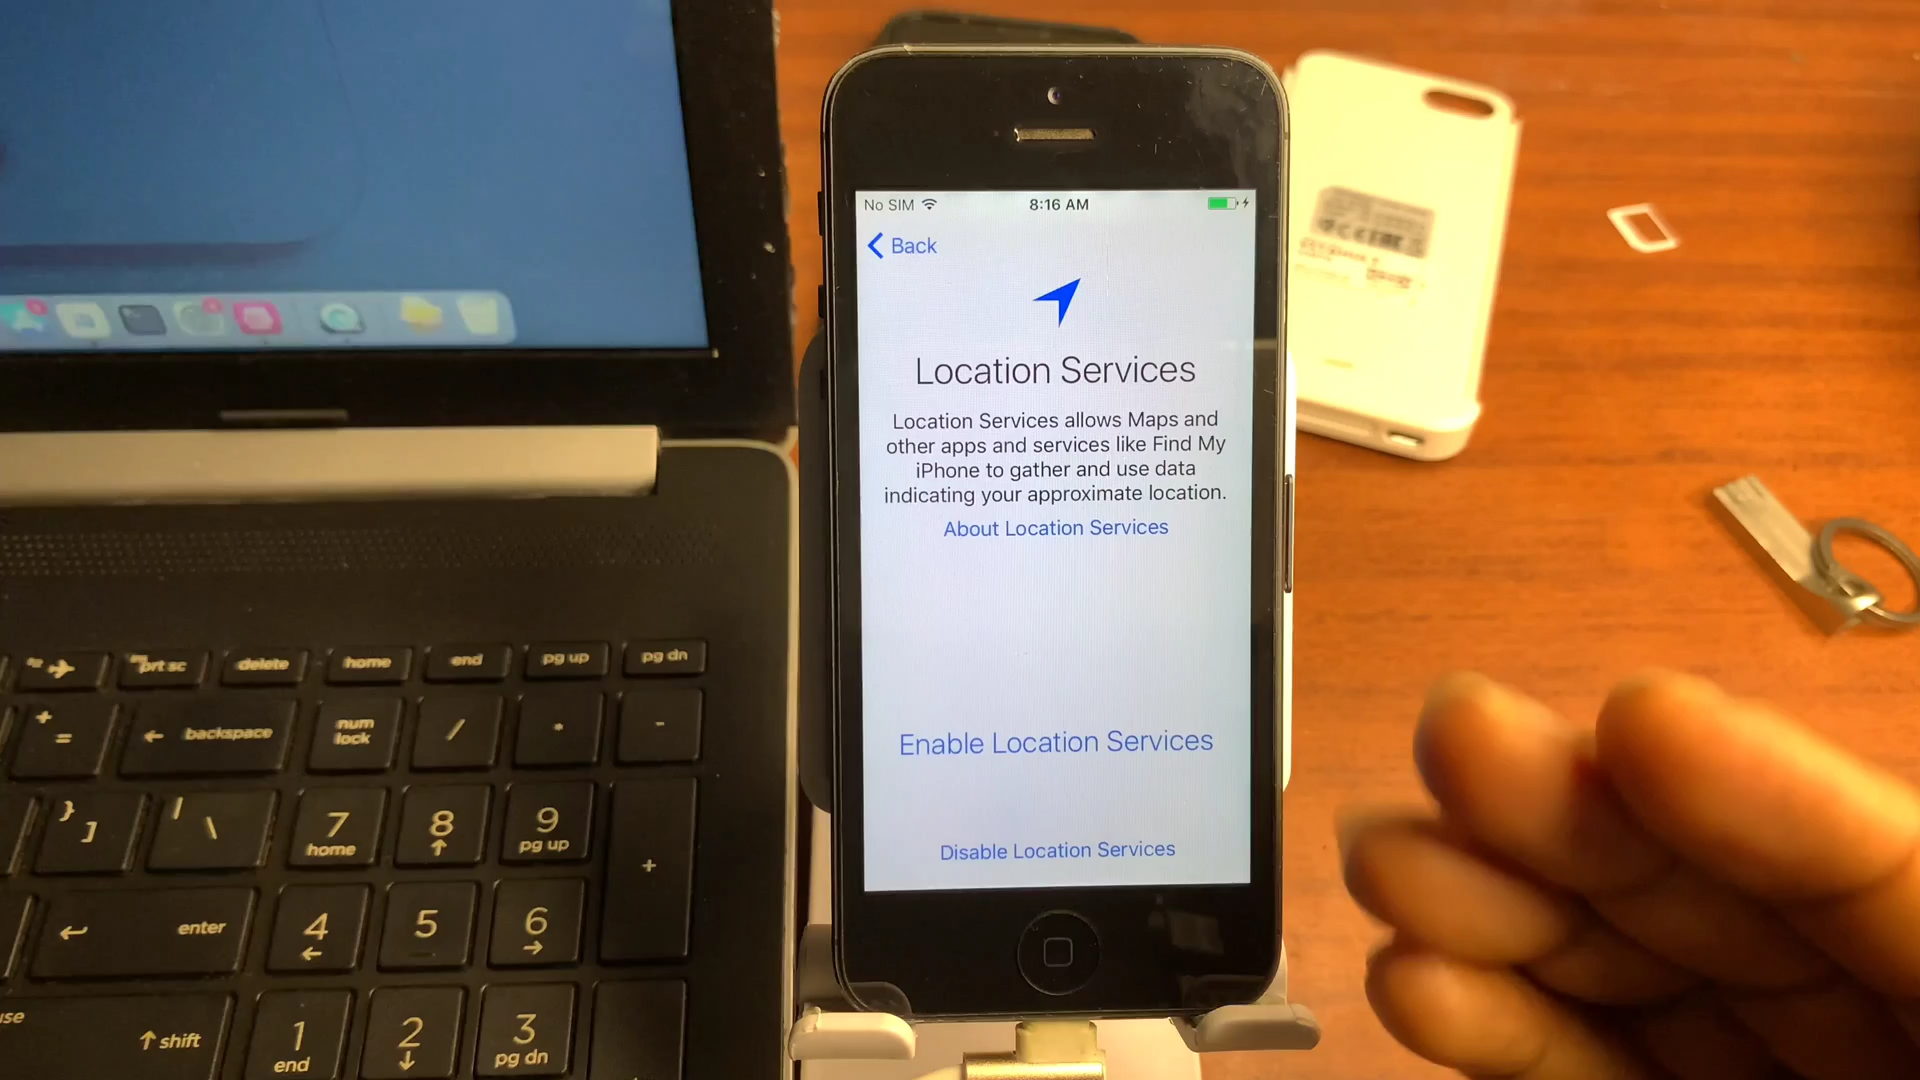 No SIM
8:16 AM
Back
Location Services
Location Services allows Maps and
other apps and services like Find My
iPhone to gather and use data
indicating your approximate location.
About Location Services
Enable Location Services
Disable Location Services
prt sc
delete
home
end
pg up
pg dn
+
=
← backspace
num
lock
/
*
-
}
]
|
\
7
home
8
↑
9
pg up
+
enter
4
←
5
6
→
↑ shift
1
end
2
↓
3
pg dn